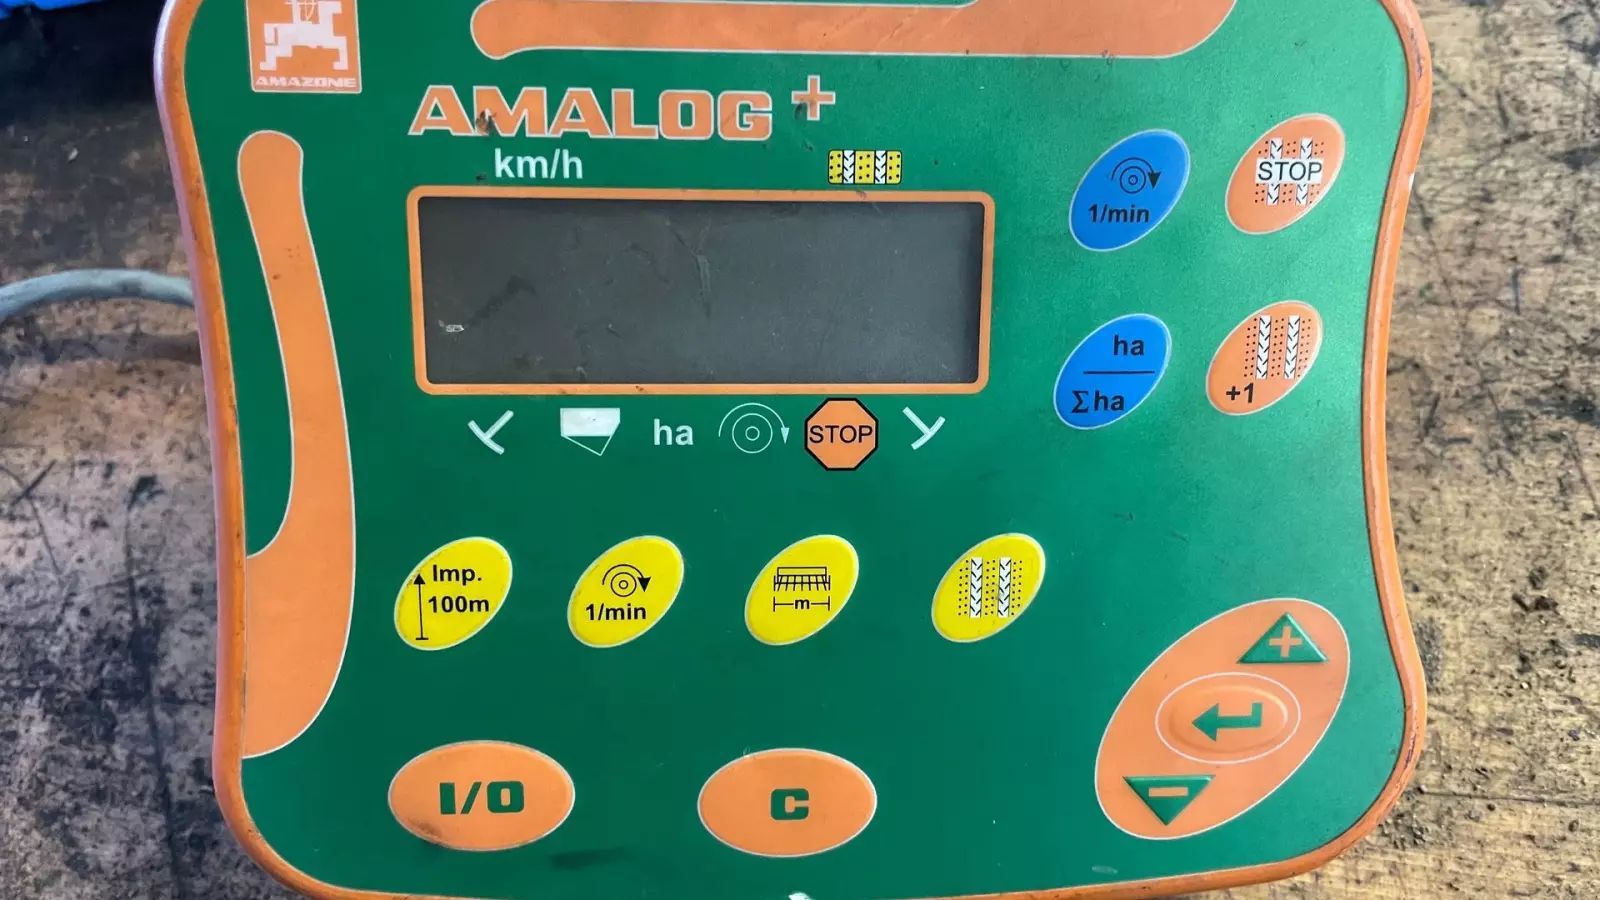 AMAZONE
AMALOG+
km/h
1/min
STOP
ha
Σha
+1
ha
STOP
Imp.
100m
1/min
m
I/O
C